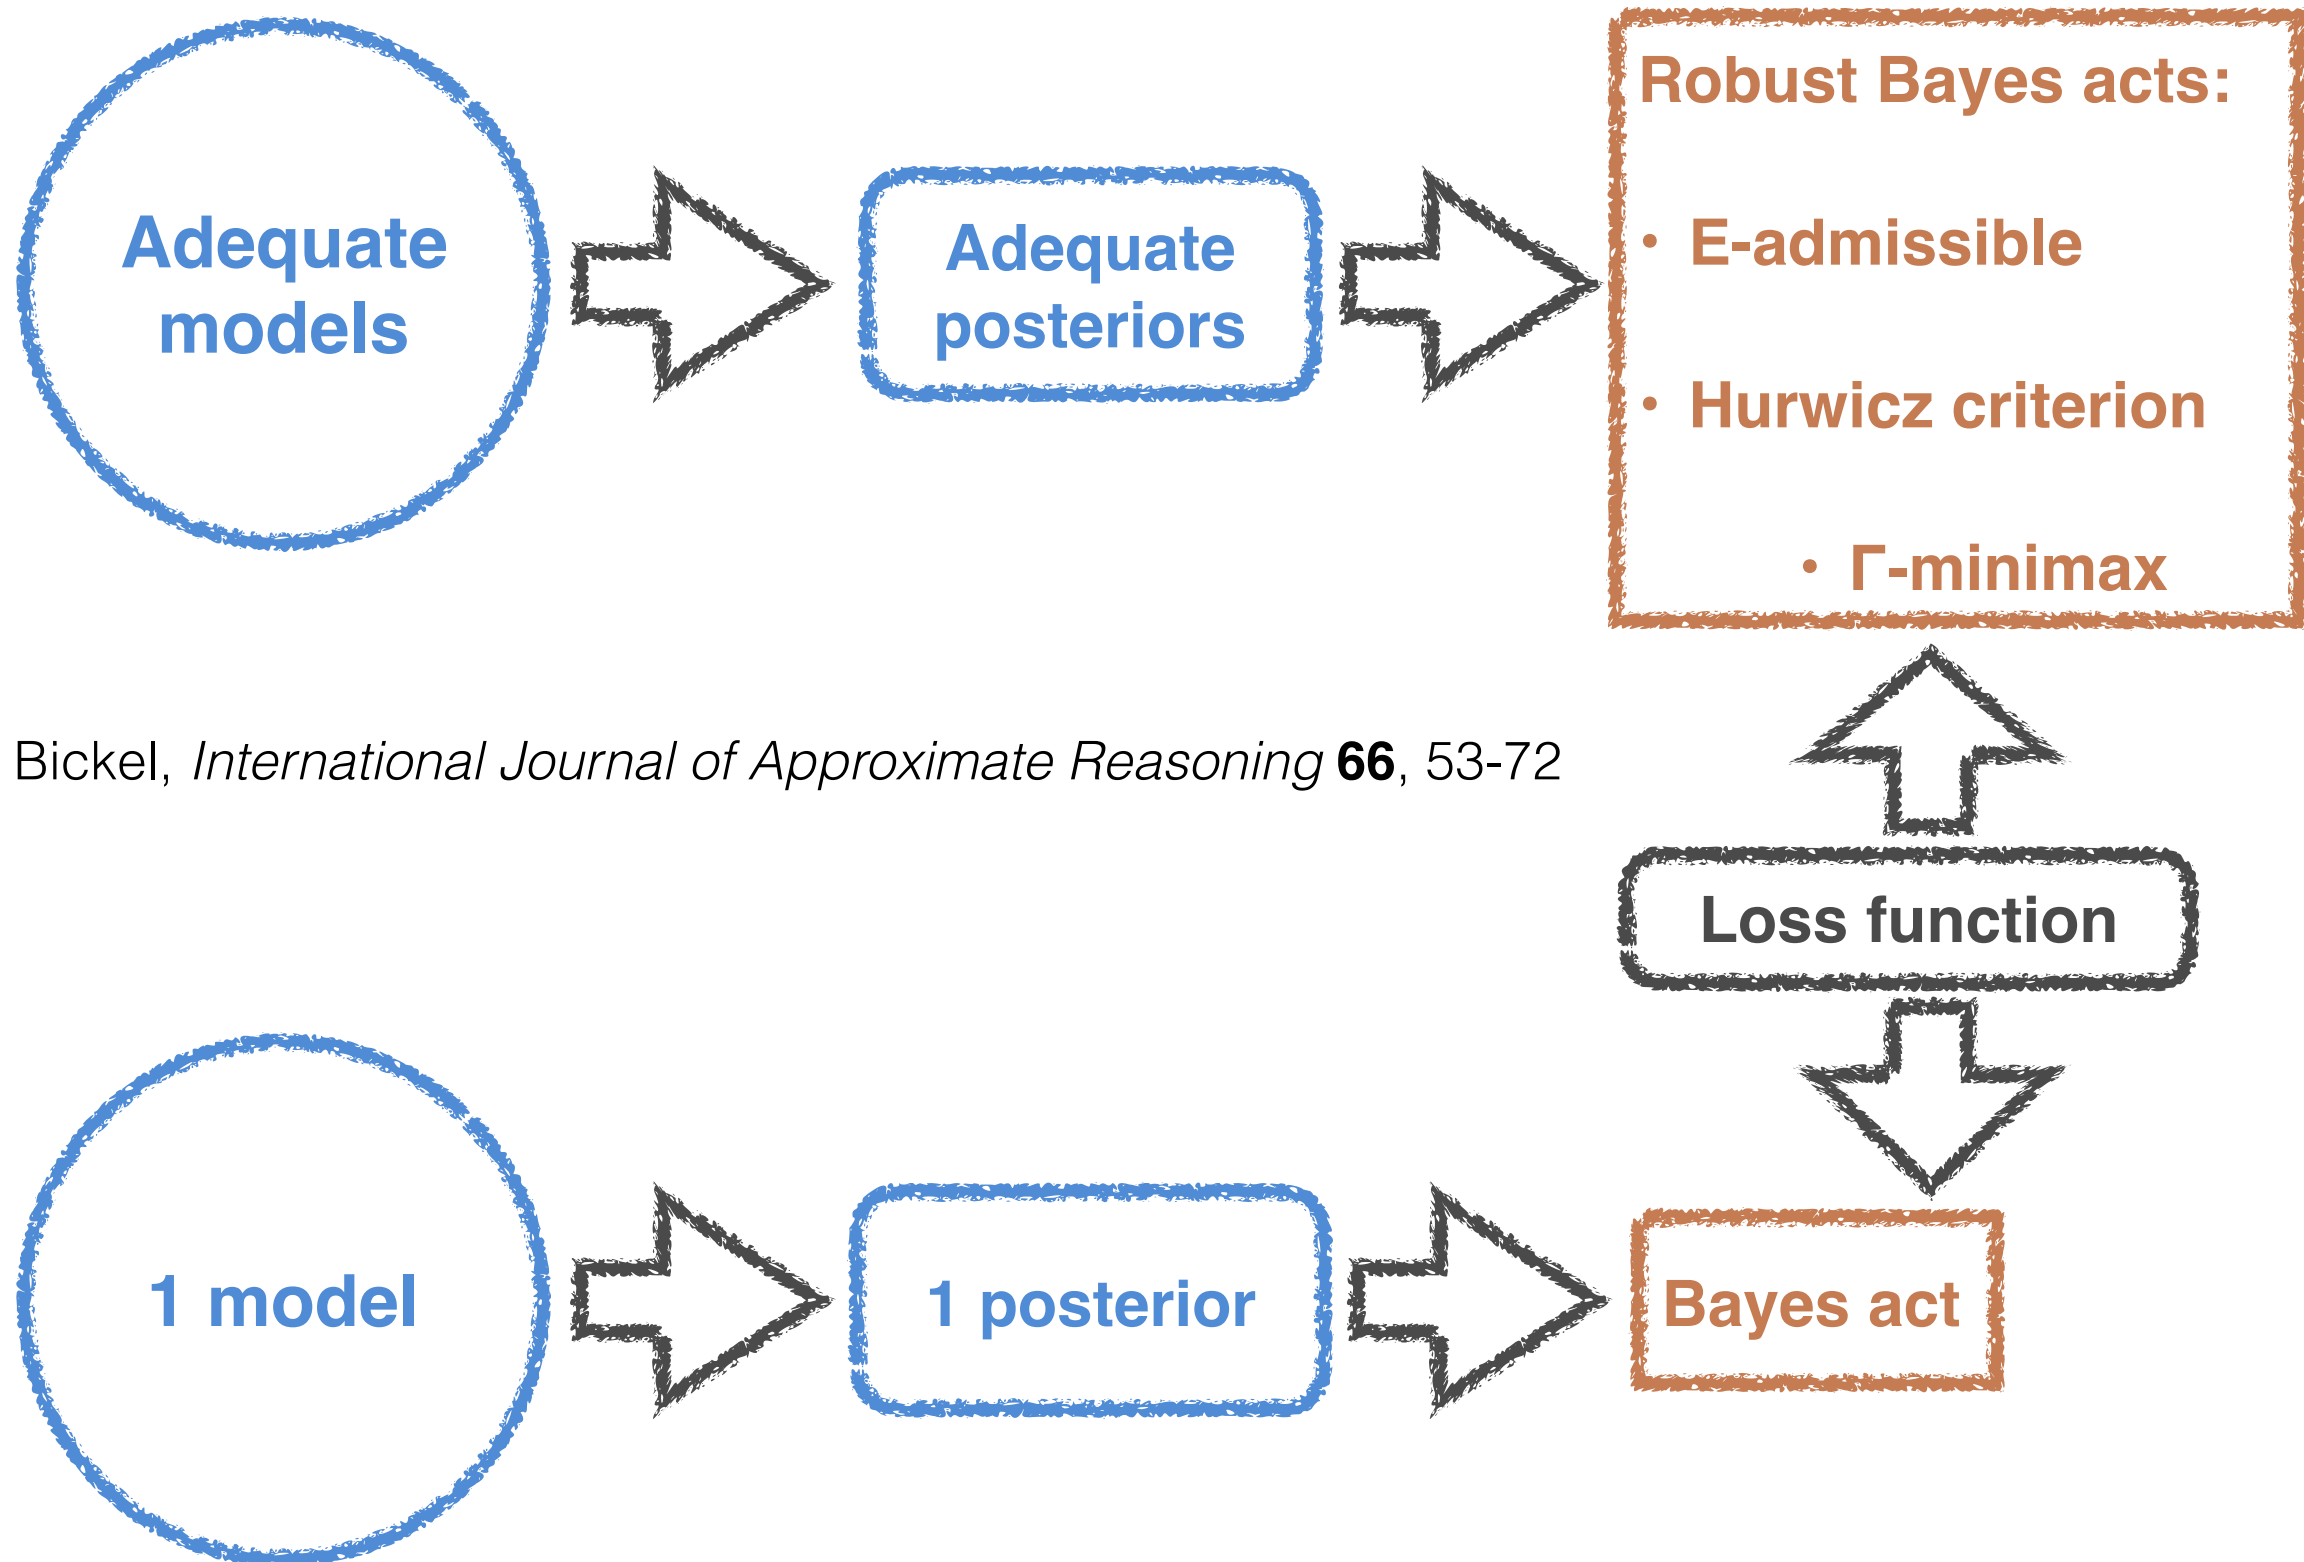 Adequate
models
Adequate
posteriors
Robust Bayes acts:
• E-admissible
• Hurwicz criterion
• Γ-minimax
Bickel, International Journal of Approximate Reasoning 66, 53-72
Loss function
1 model
1 posterior
Bayes act